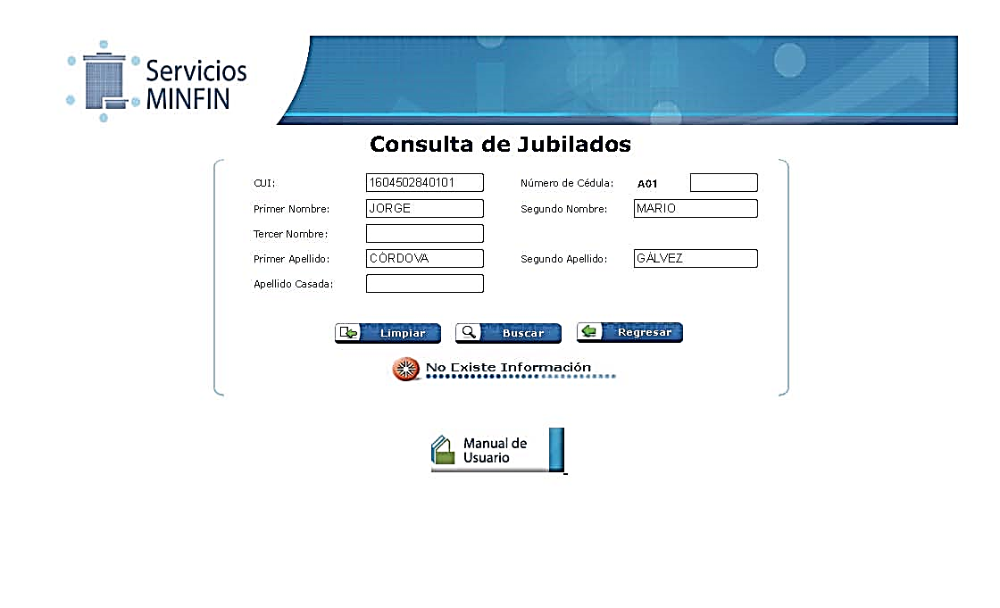 Servicios
MINFIN
Consulta de Jubilados
CUI: 1604502840101 Número de Cédula: A01
Primer Nombre: JORGE Segundo Nombre: MARIO
Tercer Nombre:
Primer Apellido: CÓRDOVA Segundo Apellido: GÁLVEZ
Apellido Casada:
Limpiar Buscar Regresar
No Existe Información
Manual de
Usuario